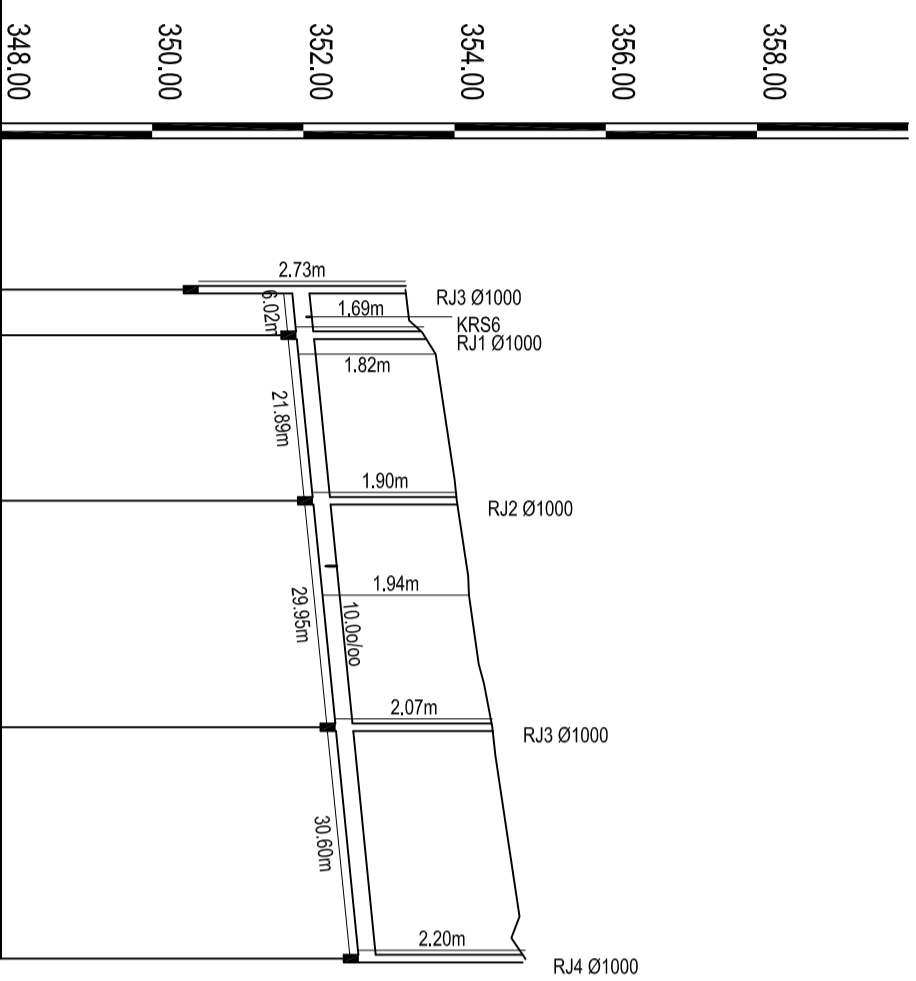 348.00
350.00
352.00
354.00
356.00
358.00
2.73m
RJ3 Ø1000
6.02m
1.69m
KRS6
RJ1 Ø1000
1.82m
21.89m
1.90m
RJ2 Ø1000
1.94m
29.95m
10.0o/oo
2.07m
RJ3 Ø1000
30.60m
2.20m
RJ4 Ø1000